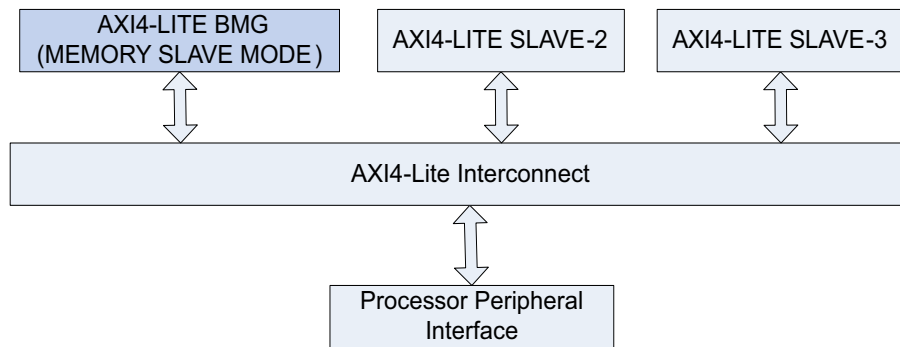 AXI4-LITE BMG
(MEMORY SLAVE MODE)
AXI4-LITE SLAVE-2
AXI4-LITE SLAVE-3
AXI4-Lite Interconnect
Processor Peripheral
Interface